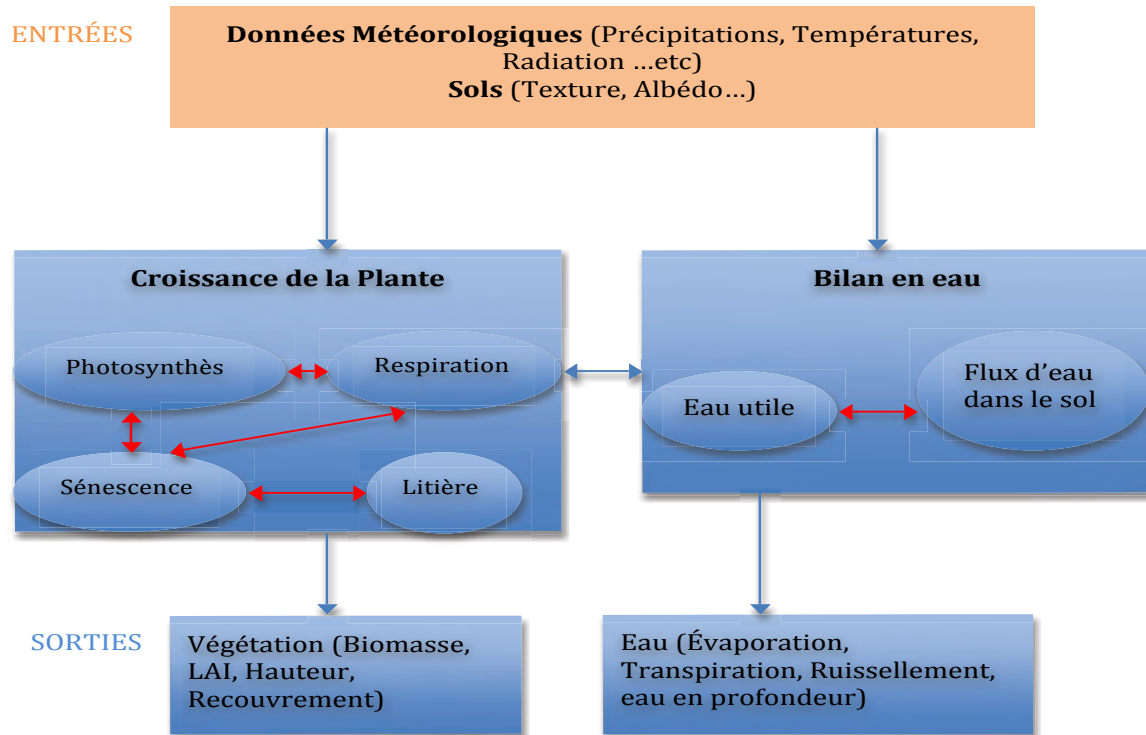 ENTRÉES
Données Météorologiques (Précipitations, Températures,
Radiation ...etc)
Sols (Texture, Albédo...)
Croissance de la Plante
Photosynthès
Respiration
Sénescence
Litière
Bilan en eau
Eau utile
Flux d'eau
dans le sol
SORTIES
Végétation (Biomasse,
LAI, Hauteur,
Recouvrement)
Eau (Évaporation,
Transpiration, Ruissellement,
eau en profondeur)